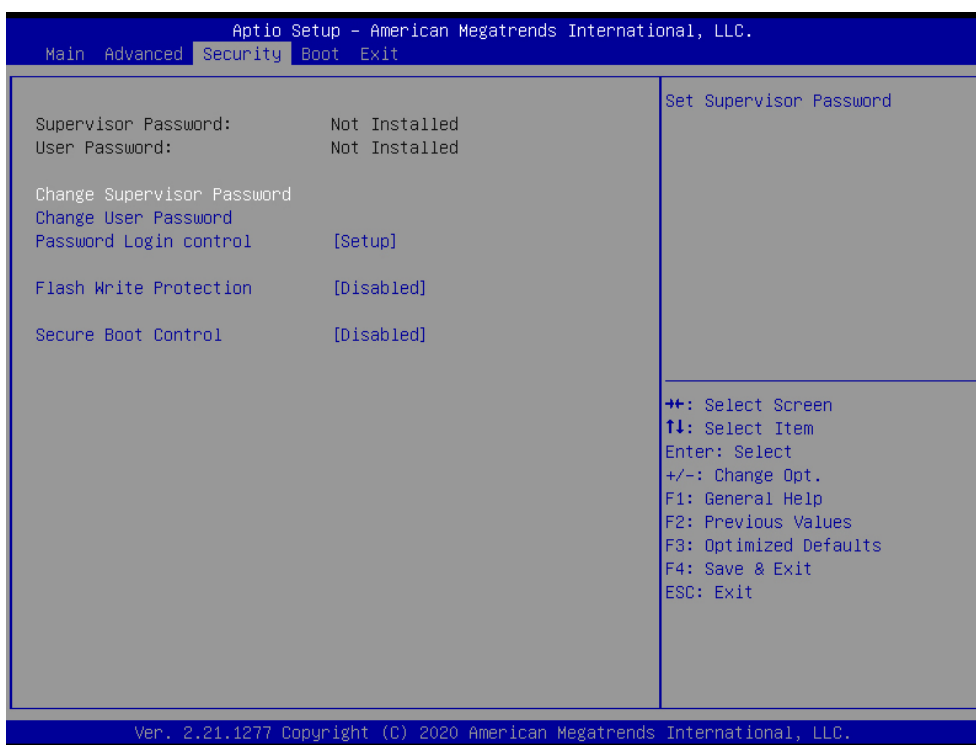 Aptio Setup – American Megatrends International, LLC.
Main Advanced Security Boot Exit
Supervisor Password: Not Installed
User Password: Not Installed
Change Supervisor Password
Change User Password
Password Login control [Setup]
Flash Write Protection [Disabled]
Secure Boot Control [Disabled]
Set Supervisor Password
→←: Select Screen
↑↓: Select Item
Enter: Select
+/-: Change Opt.
F1: General Help
F2: Previous Values
F3: Optimized Defaults
F4: Save & Exit
ESC: Exit
Ver. 2.21.1277 Copyright (C) 2020 American Megatrends International, LLC.